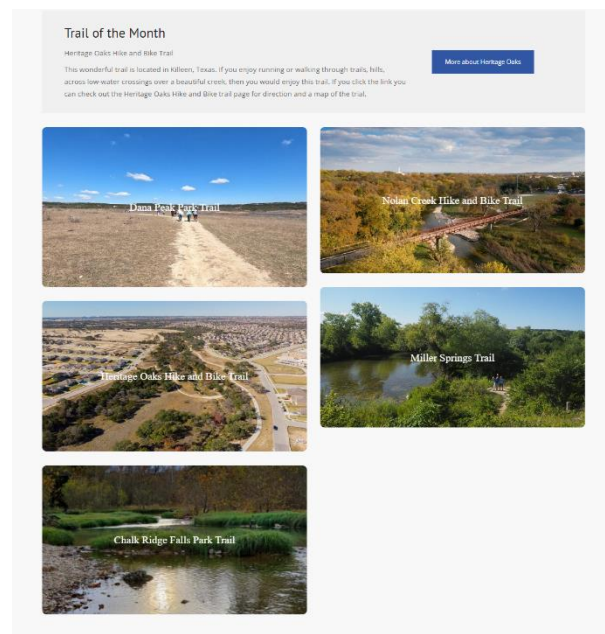 Trail of the Month
Heritage Oaks Hike and Bike Trail
This wonderful trail is located in Killeen, Texas. If you enjoy running or walking through trails, hills,
across low water crossings over a beautiful creek, then you would enjoy this trail. If you click the link you
can check out the Heritage Oaks Hike and Bike trail page for direction and a map of the trial.
More about Heritage Oaks
Dana Peak Park Trail
Nolan Creek Hike and Bike Trail
Heritage Oaks Hike and Bike Trail
Miller Springs Trail
Chalk Ridge Falls Park Trail